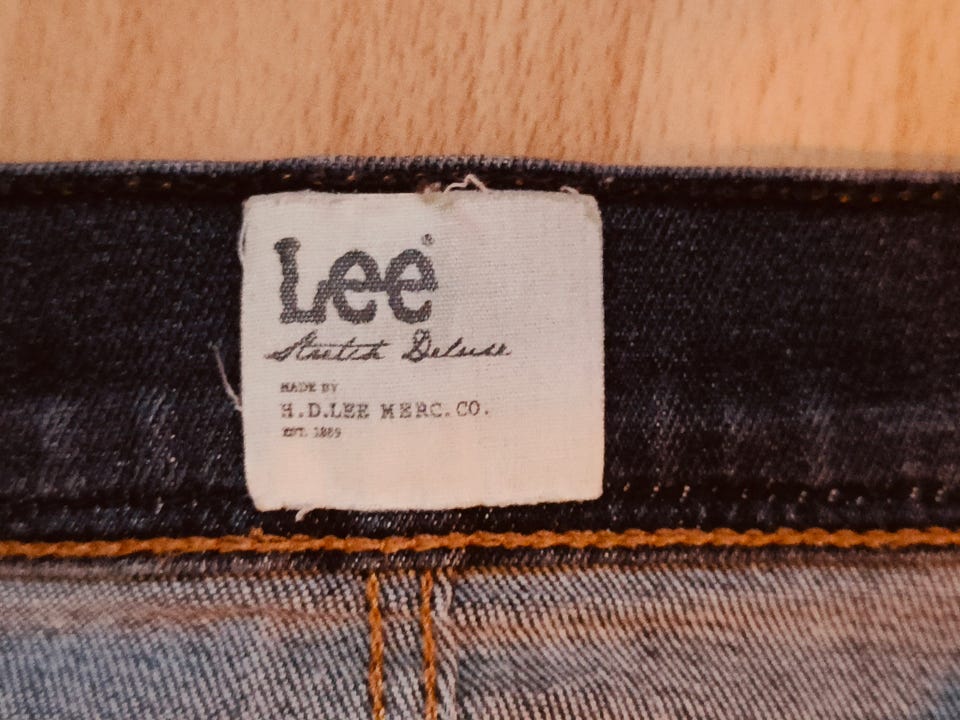 Lee®
Stretch Deluxe
MADE BY
H.D.LEE MERC.CO.
EST. 1889